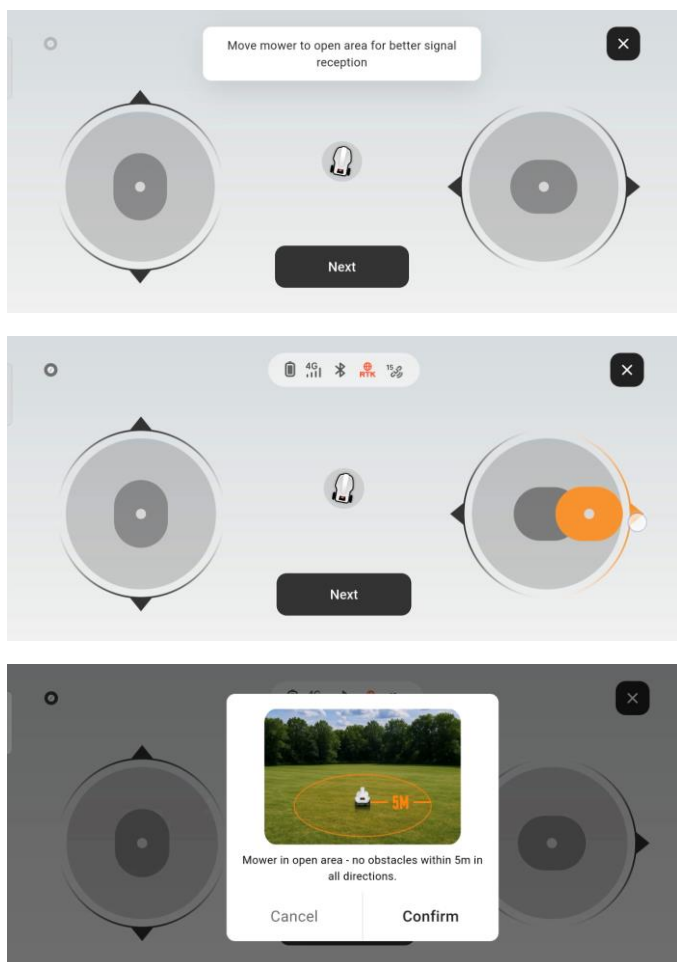 Move mower to open area for better signal
reception
Next
4G
RTK
15
Next
5M
Mower in open area - no obstacles within 5m in
all directions.
Cancel
Confirm